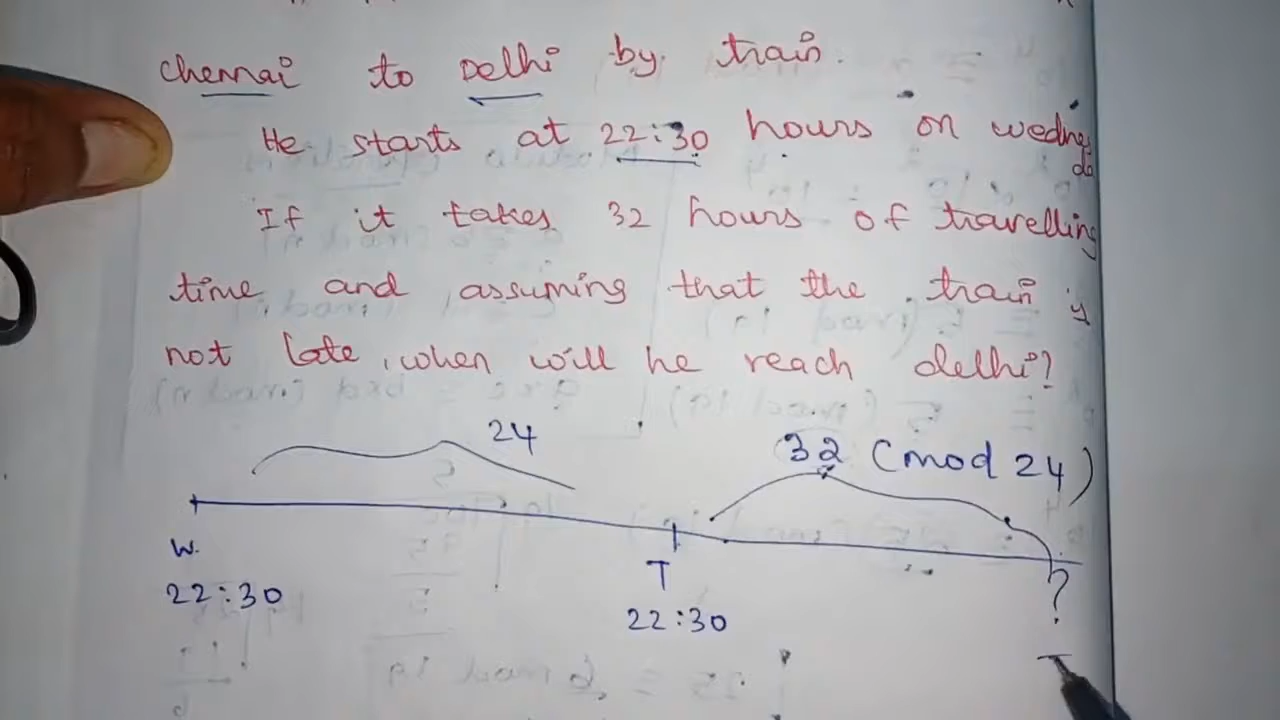 chennai to Delhi by train.
He starts at 22:30 hours on wednesda
If it takes 32 hours of travelling
time and assuming that the train is
not late, when will he reach delhi?
24 32 (mod 24)
W. T ?
22:30 22:30